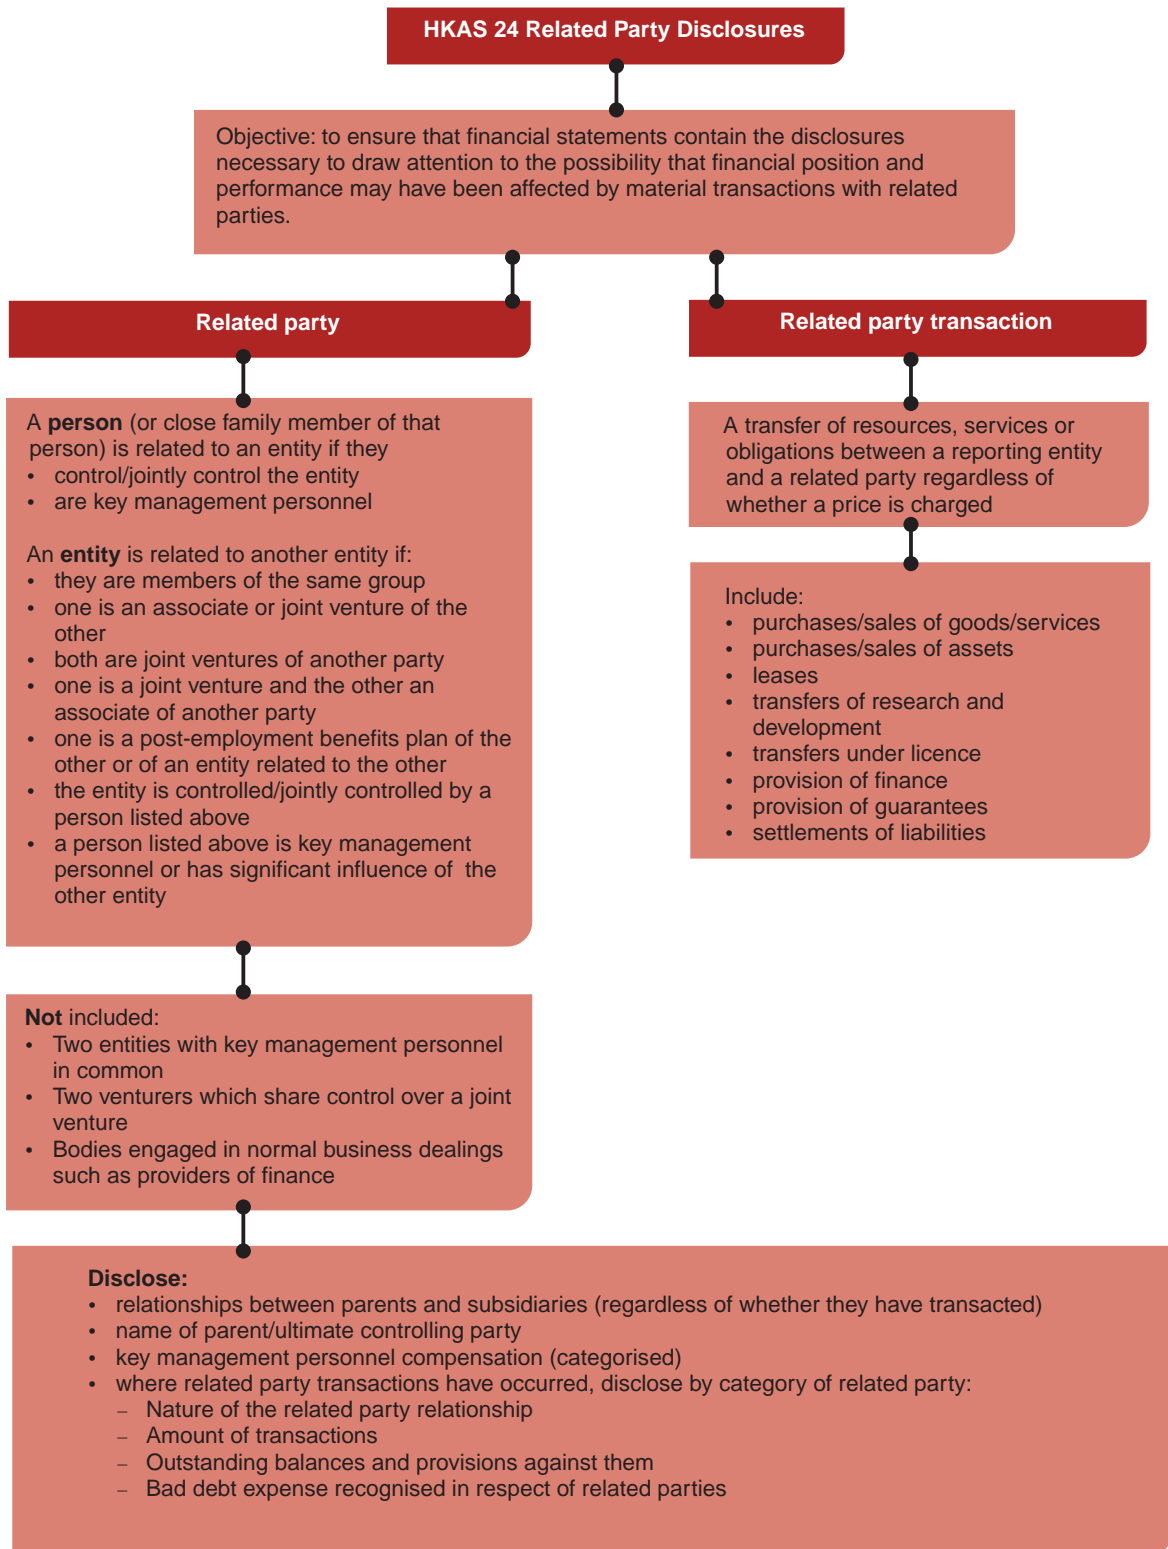 HKAS 24 Related Party Disclosures
Objective: to ensure that financial statements contain the disclosures
necessary to draw attention to the possibility that financial position and
performance may have been affected by material transactions with related
parties.
Related party
A person (or close family member of that
person) is related to an entity if they
• control/jointly control the entity
• are key management personnel
An entity is related to another entity if:
• they are members of the same group
• one is an associate or joint venture of the
other
• both are joint ventures of another party
• one is a joint venture and the other an
associate of another party
• one is a post-employment benefits plan of the
other or of an entity related to the other
• the entity is controlled/jointly controlled by a
person listed above
• a person listed above is key management
personnel or has significant influence of the
other entity
Not included:
• Two entities with key management personnel
in common
• Two venturers which share control over a joint
venture
• Bodies engaged in normal business dealings
such as providers of finance
Related party transaction
A transfer of resources, services or
obligations between a reporting entity
and a related party regardless of
whether a price is charged
Include:
• purchases/sales of goods/services
• purchases/sales of assets
• leases
• transfers of research and
development
• transfers under licence
• provision of finance
• provision of guarantees
• settlements of liabilities
Disclose:
• relationships between parents and subsidiaries (regardless of whether they have transacted)
• name of parent/ultimate controlling party
• key management personnel compensation (categorised)
• where related party transactions have occurred, disclose by category of related party:
– Nature of the related party relationship
– Amount of transactions
– Outstanding balances and provisions against them
– Bad debt expense recognised in respect of related parties